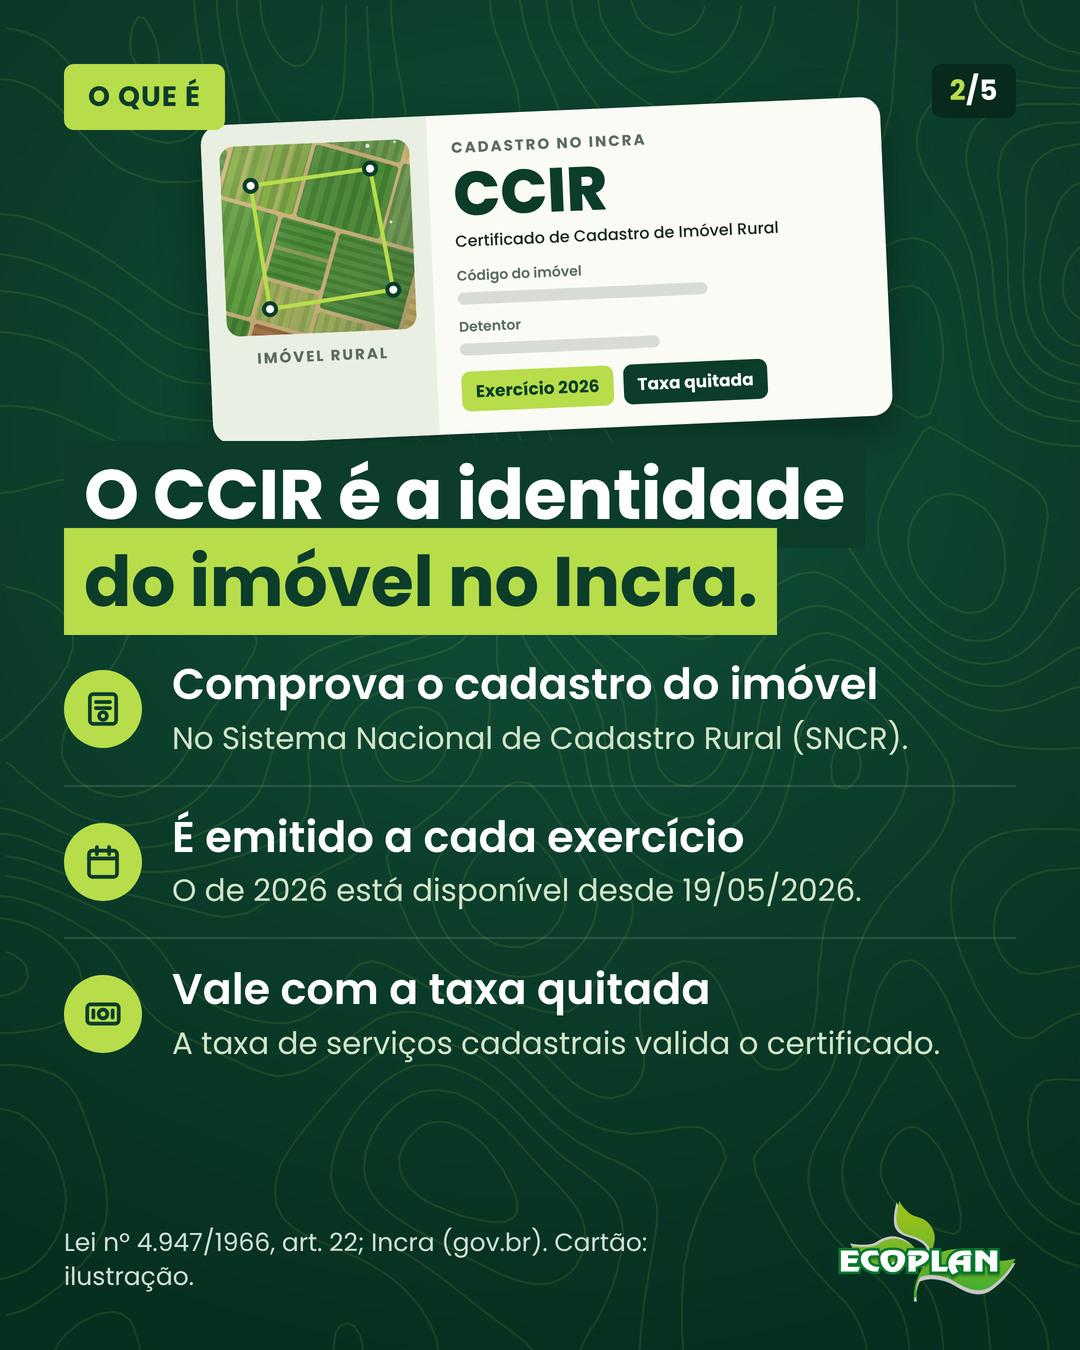 O QUE É
2/5
CADASTRO NO INCRA
CCIR
Certificado de Cadastro de Imóvel Rural
Código do imóvel
Detentor
IMÓVEL RURAL
Exercício 2026
Taxa quitada
O CCIR é a identidade
do imóvel no Incra.
Comprova o cadastro do imóvel
No Sistema Nacional de Cadastro Rural (SNCR).
É emitido a cada exercício
O de 2026 está disponível desde 19/05/2026.
Vale com a taxa quitada
A taxa de serviços cadastrais valida o certificado.
Lei nº 4.947/1966, art. 22; Incra (gov.br). Cartão:
ilustração.
ECOPLAN